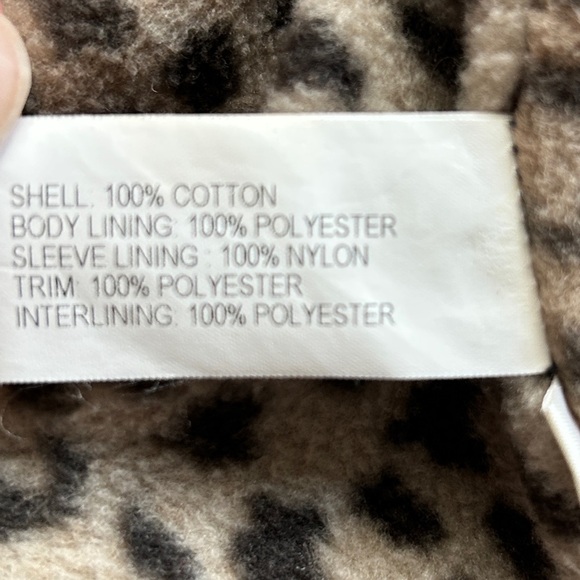 SHELL: 100% COTTON
BODY LINING: 100% POLYESTER
SLEEVE LINING : 100% NYLON
TRIM: 100% POLYESTER
INTERLINING: 100% POLYESTER